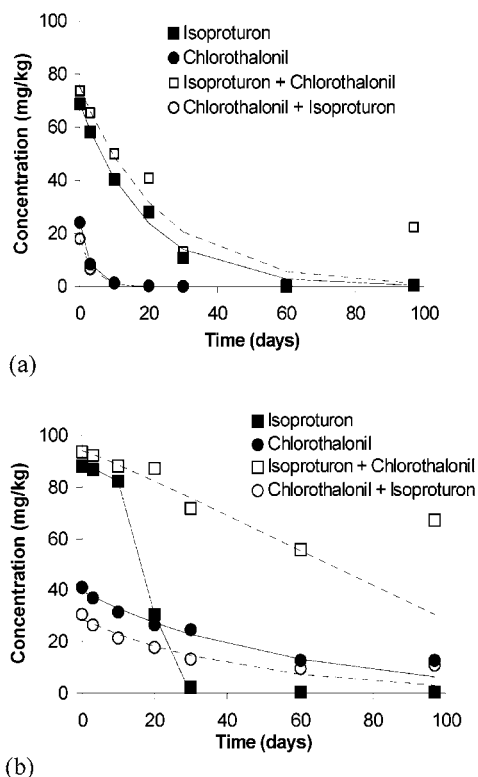 100
80
60
40
20
0
Concentration (mg/kg)
Isoproturon
Chlorothalonil
Isoproturon + Chlorothalonil
Chlorothalonil + Isoproturon
0 20 40 60 80 100
Time (days)
(a)
100
80
60
40
20
0
Concentration (mg/kg)
Isoproturon
Chlorothalonil
Isoproturon + Chlorothalonil
Chlorothalonil + Isoproturon
0 20 40 60 80 100
Time (days)
(b)